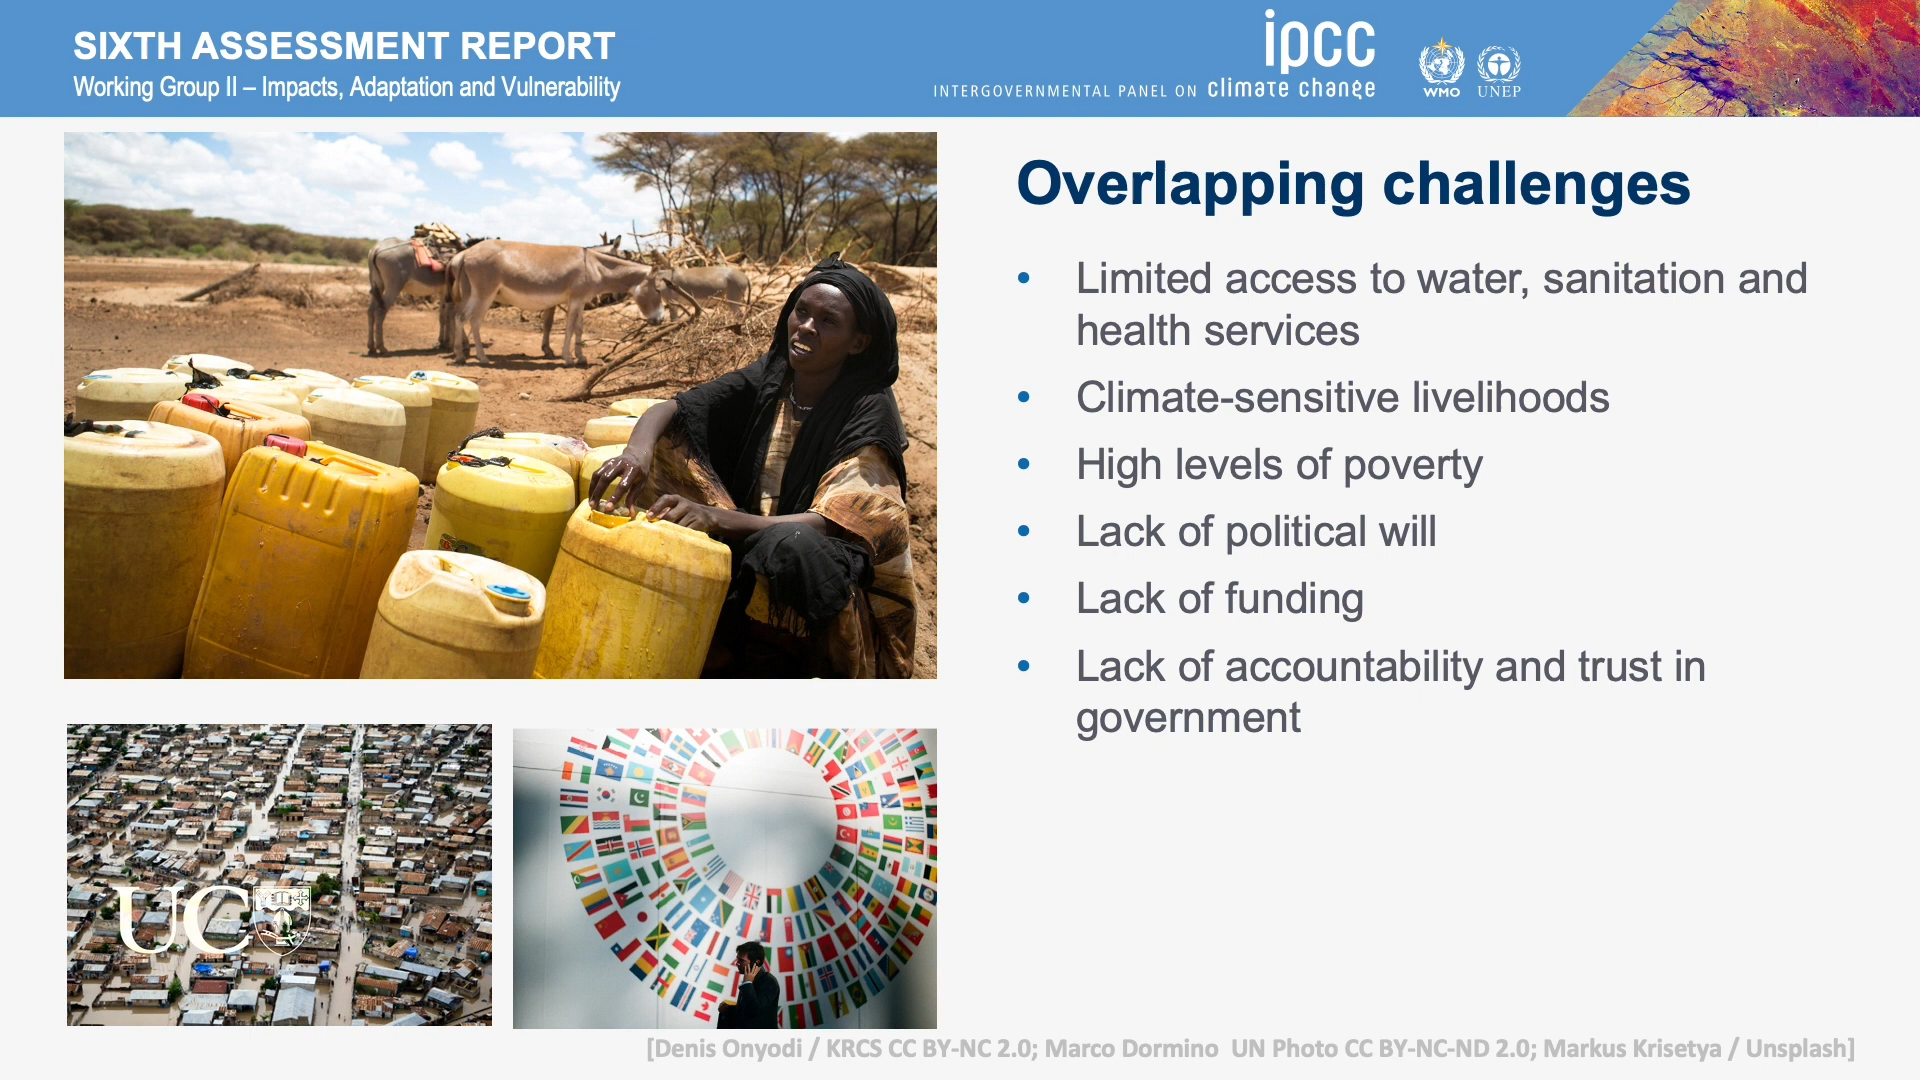 SIXTH ASSESSMENT REPORT
Working Group II – Impacts, Adaptation and Vulnerability
ipcc
INTERGOVERNMENTAL PANEL ON climate change
WMO
UNEP
Overlapping challenges
• Limited access to water, sanitation and
health services
• Climate-sensitive livelihoods
• High levels of poverty
• Lack of political will
• Lack of funding
• Lack of accountability and trust in
government
UC
[Denis Onyodi / KRCS CC BY-NC 2.0; Marco Dormino  UN Photo CC BY-NC-ND 2.0; Markus Krisetya / Unsplash]